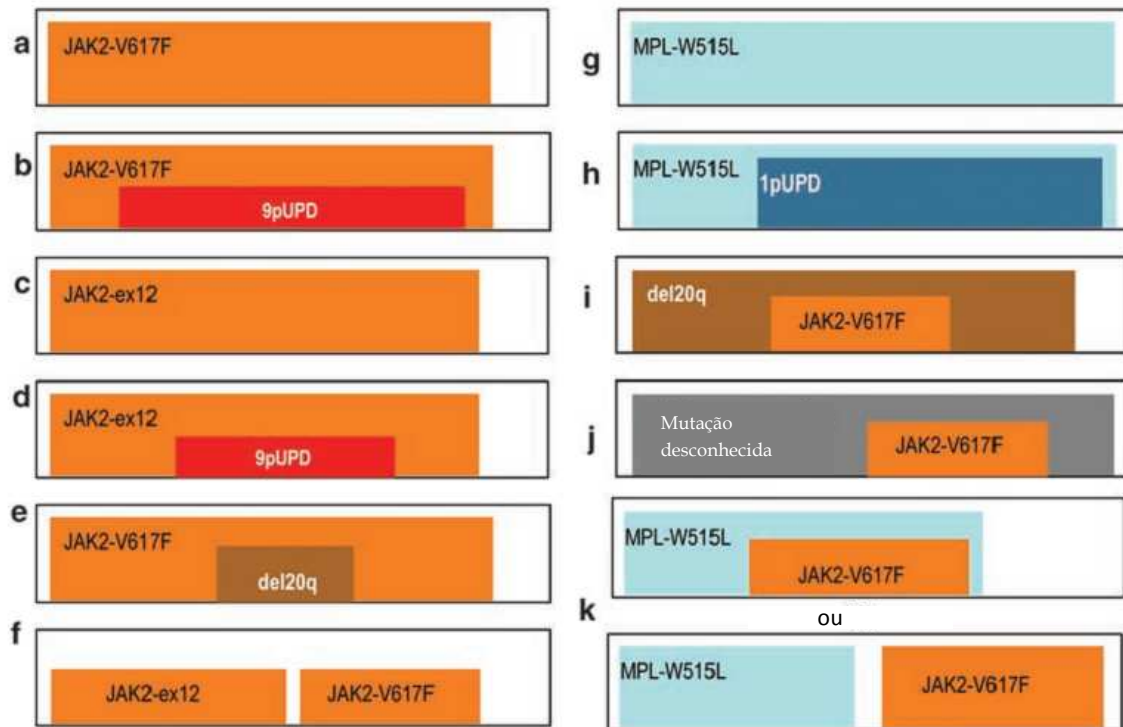 a
JAK2-V617F
b
JAK2-V617F
9pUPD
c
JAK2-ex12
d
JAK2-ex12
9pUPD
e
JAK2-V617F
del20q
f
JAK2-ex12
JAK2-V617F
g
MPL-W515L
h
MPL-W515L
1pUPD
i
del20q
JAK2-V617F
j
Mutação
desconhecida
JAK2-V617F
k
MPL-W515L
JAK2-V617F
ou
MPL-W515L
JAK2-V617F